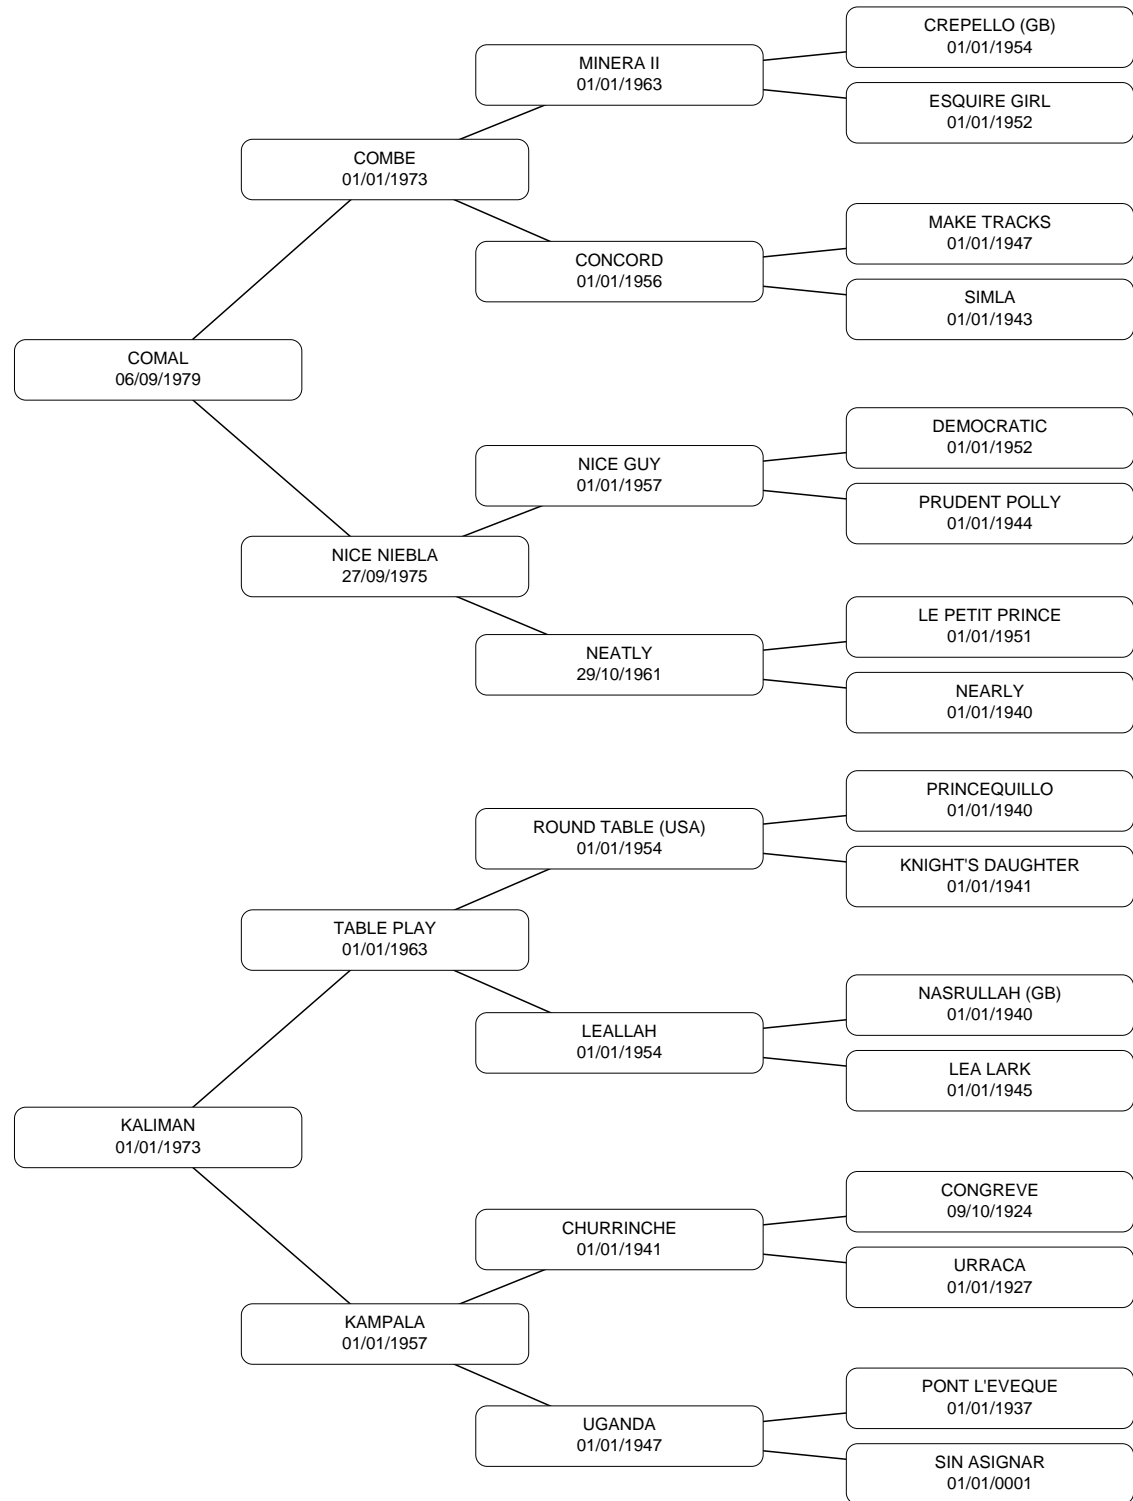 CREPELLO (GB)
01/01/1954
MINERA II
01/01/1963
ESQUIRE GIRL
01/01/1952
COMBE
01/01/1973
MAKE TRACKS
01/01/1947
CONCORD
01/01/1956
SIMLA
01/01/1943
COMAL
06/09/1979
DEMOCRATIC
01/01/1952
NICE GUY
01/01/1957
PRUDENT POLLY
01/01/1944
NICE NIEBLA
27/09/1975
LE PETIT PRINCE
01/01/1951
NEATLY
29/10/1961
NEARLY
01/01/1940
PRINCEQUILLO
01/01/1940
ROUND TABLE (USA)
01/01/1954
KNIGHT'S DAUGHTER
01/01/1941
TABLE PLAY
01/01/1963
NASRULLAH (GB)
01/01/1940
LEALLAH
01/01/1954
LEA LARK
01/01/1945
KALIMAN
01/01/1973
CONGREVE
09/10/1924
CHURRINCHE
01/01/1941
URRACA
01/01/1927
KAMPALA
01/01/1957
PONT L'EVEQUE
01/01/1937
UGANDA
01/01/1947
SIN ASIGNAR
01/01/0001